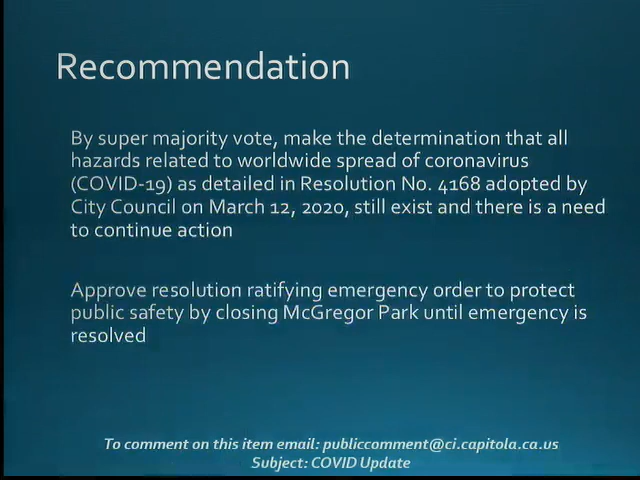 Recommendation
By super majority vote, make the determination that all
hazards related to worldwide spread of coronavirus
(COVID-19) as detailed in Resolution No. 4168 adopted by
City Council on March 12, 2020, still exist and there is a need
to continue action
Approve resolution ratifying emergency order to protect
public safety by closing McGregor Park until emergency is
resolved
To comment on this item email: publiccomment@ci.capitola.ca.us
Subject: COVID Update